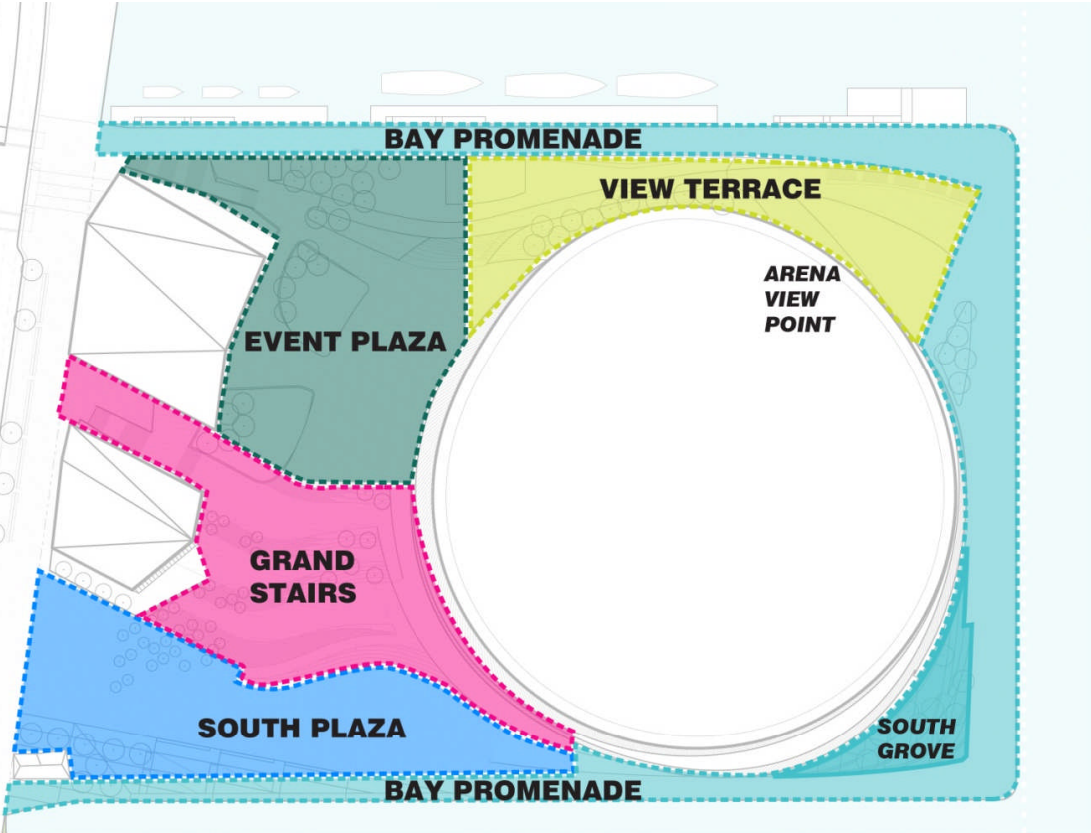 BAY PROMENADE
VIEW TERRACE
ARENA
VIEW
POINT
EVENT PLAZA
GRAND
STAIRS
SOUTH PLAZA
SOUTH
GROVE
BAY PROMENADE